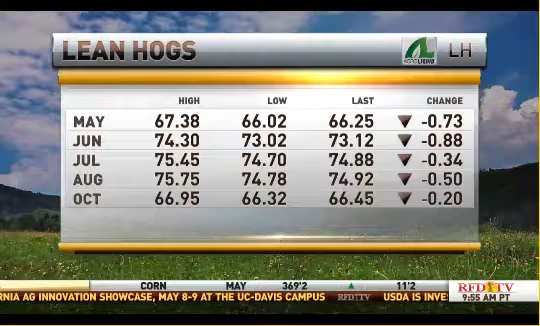 LEAN HOGS
AGROLIQUID
LH
HIGH LOW LAST CHANGE
MAY 67.38 66.02 66.25 ▼ -0.73
JUN 74.30 73.02 73.12 ▼ -0.88
JUL 75.45 74.70 74.88 ▼ -0.34
AUG 75.75 74.78 74.92 ▼ -0.50
OCT 66.95 66.32 66.45 ▼ -0.20
CORN MAY 369'2 ▲ 11'2
RNIA AG INNOVATION SHOWCASE, MAY 8-9 AT THE UC-DAVIS CAMPUS RFD TV USDA IS INVE
RFD TV
9:55 AM PT